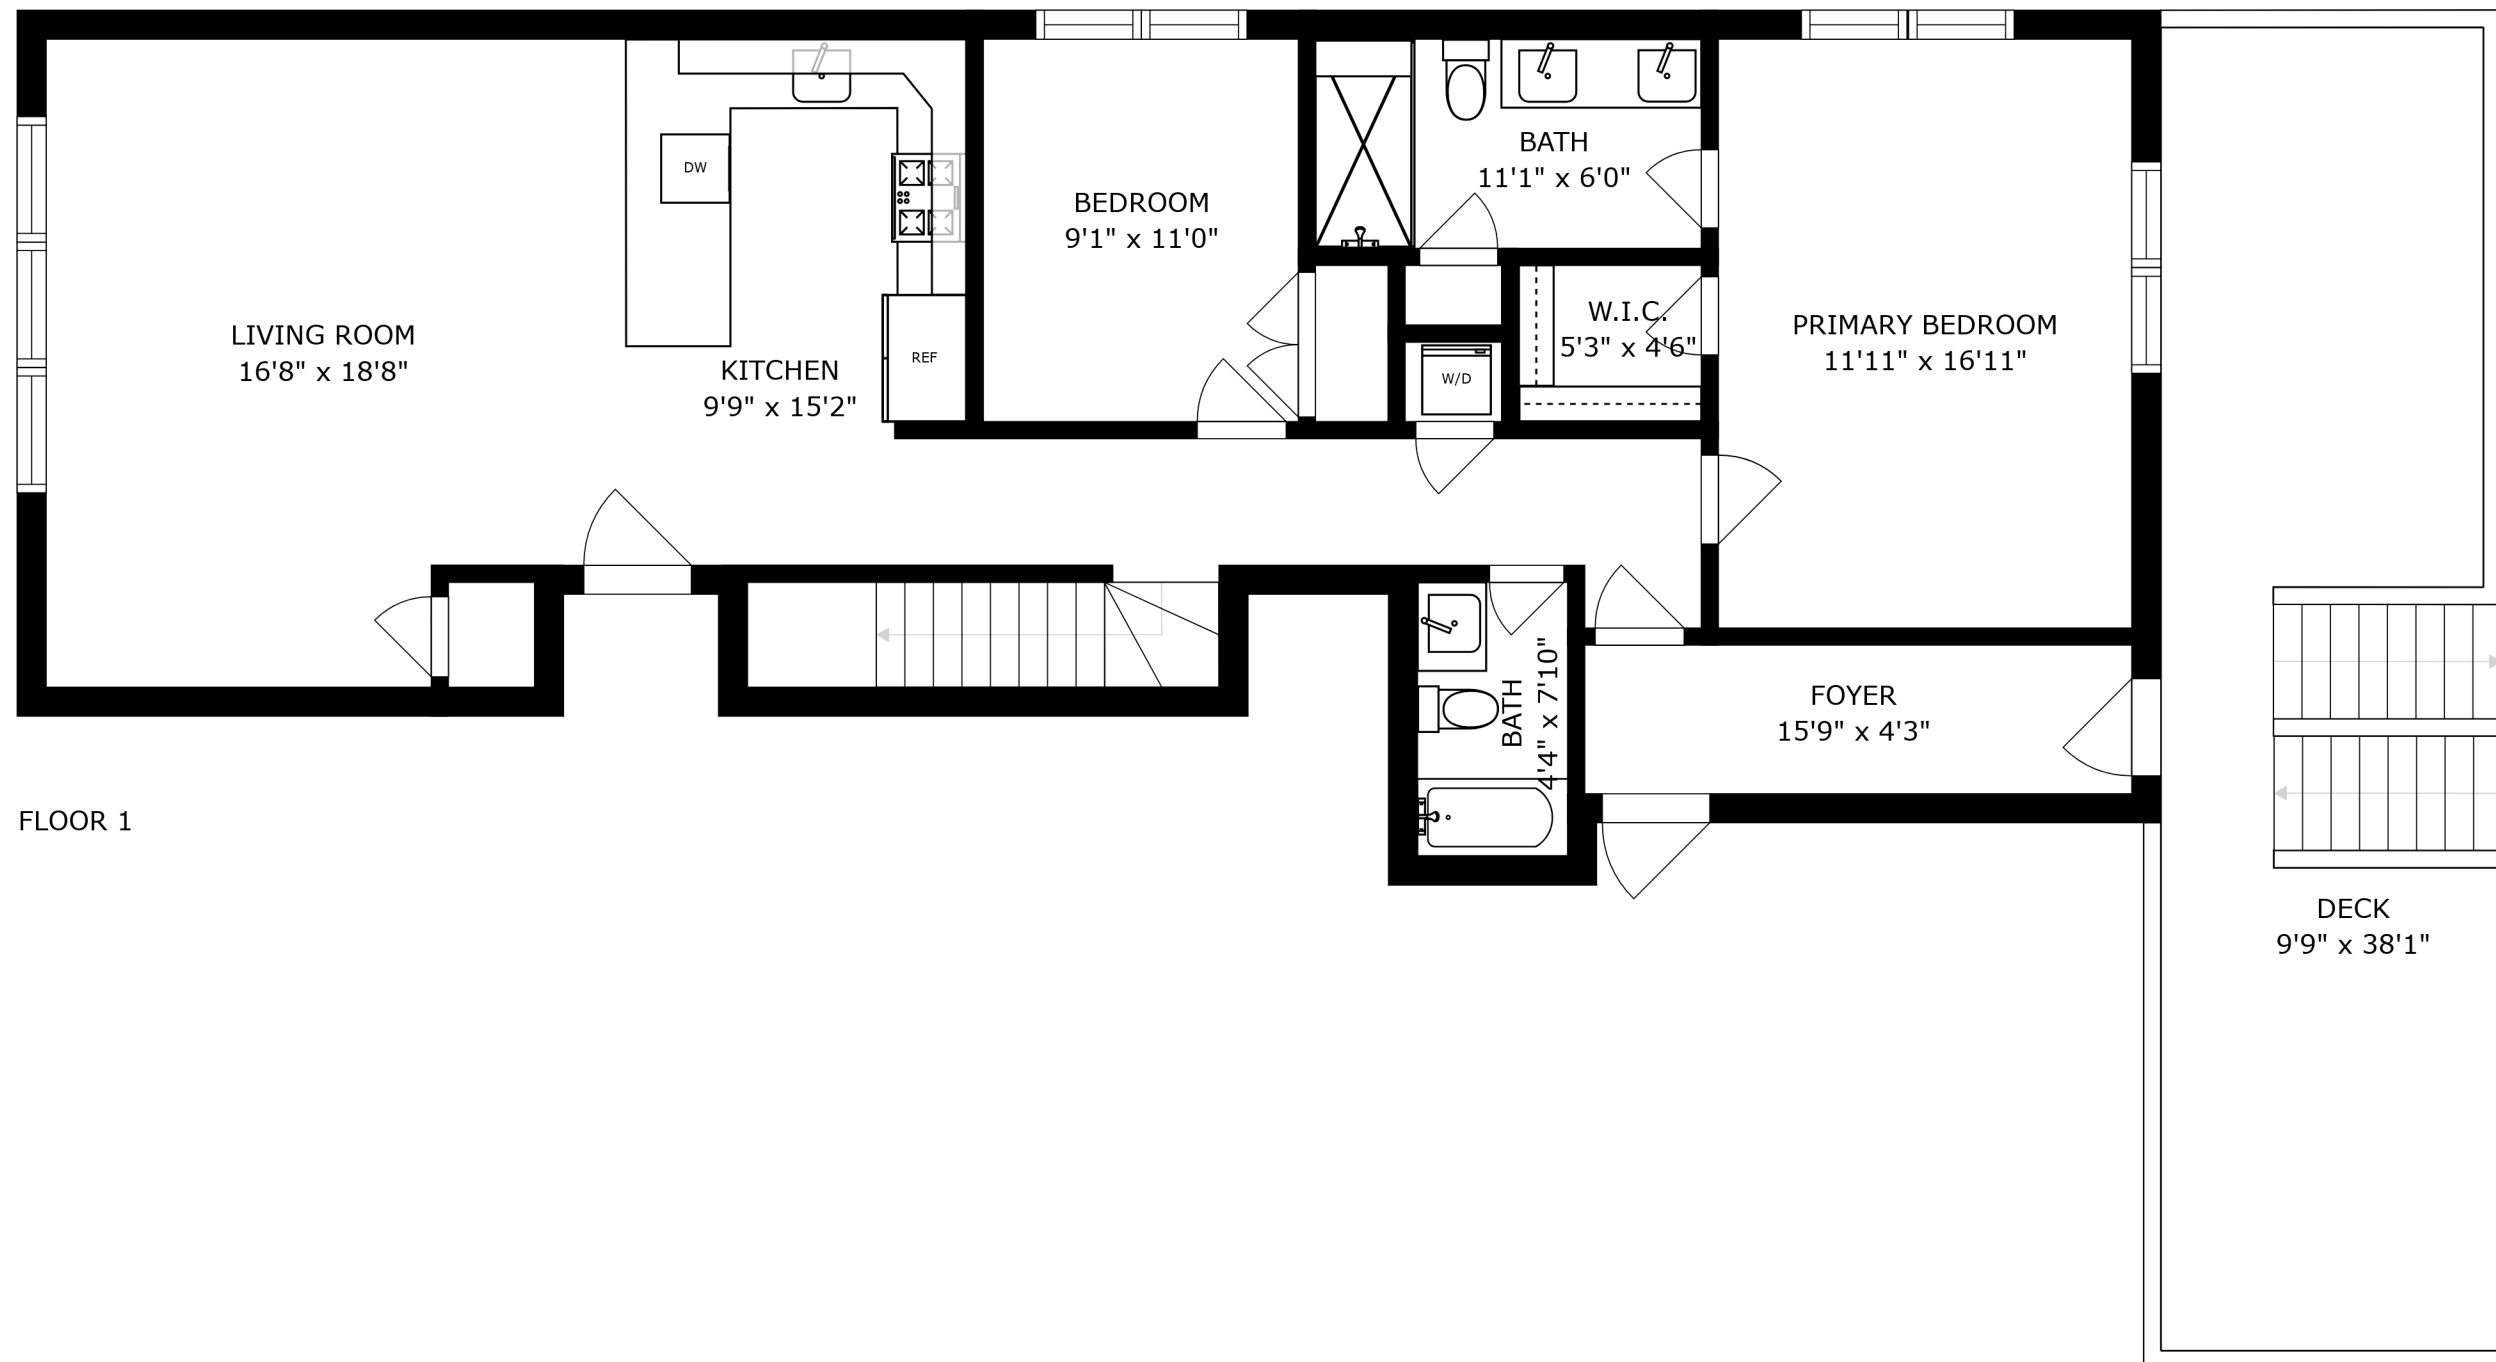 LIVING ROOM
16'8" x 18'8"
DW
KITCHEN
9'9" x 15'2"
REF
BEDROOM
9'1" x 11'0"
BATH
11'1" x 6'0"
W.I.C.
5'3" x 4'6"
W/D
PRIMARY BEDROOM
11'11" x 16'11"
BATH
4'4" x 7'10"
FOYER
15'9" x 4'3"
FLOOR 1
DECK
9'9" x 38'1"